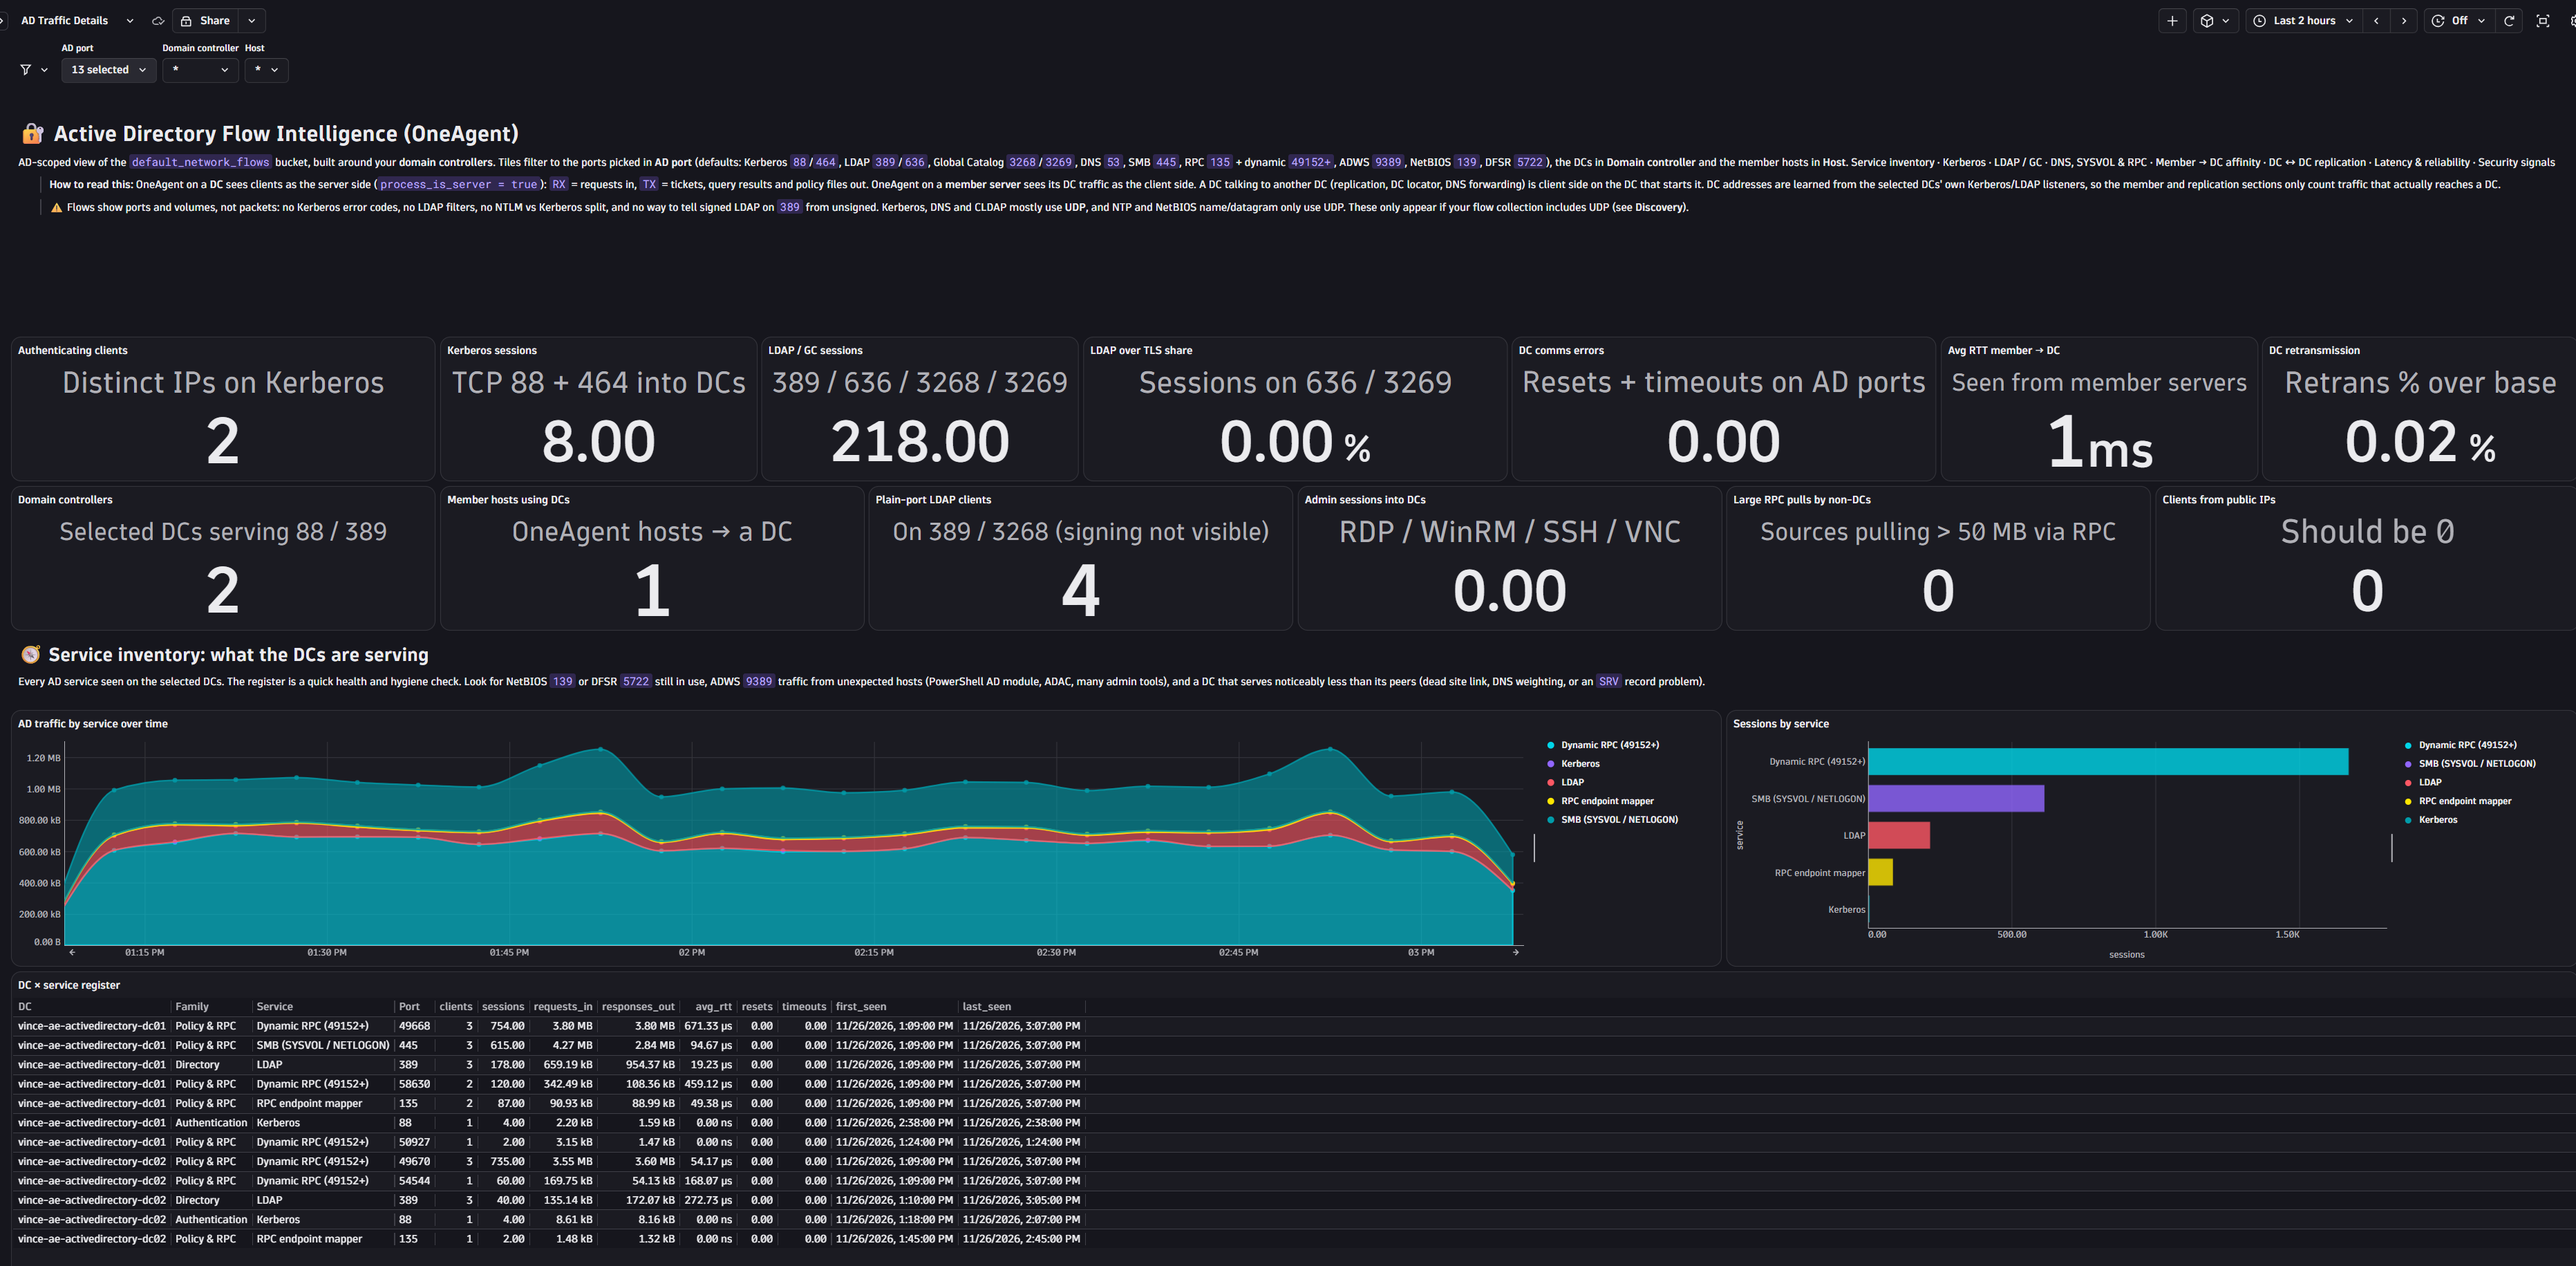 AD Traffic Details
Share
Last 2 hours
Off
AD port
Domain controller
Host
13 selected
*
*
Active Directory Flow Intelligence (OneAgent)
AD-scoped view of the default_network_flows bucket, built around your domain controllers. Tiles filter to the ports picked in AD port (defaults: Kerberos 88 / 464 , LDAP 389 / 636 , Global Catalog 3268 / 3269 , DNS 53 , SMB 445 , RPC 135 + dynamic 49152+ , ADWS 9389 , NetBIOS 139 , DFSR 5722 ), the DCs in Domain controller and the member hosts in Host. Service inventory · Kerberos · LDAP / GC · DNS, SYSVOL & RPC · Member → DC affinity · DC ↔ DC replication · Latency & reliability · Security signals
How to read this: OneAgent on a DC sees clients as the server side ( process_is_server = true ): RX = requests in, TX = tickets, query results and policy files out. OneAgent on a member server sees its DC traffic as the client side. A DC talking to another DC (replication, DC locator, DNS forwarding) is client side on the DC that starts it. DC addresses are learned from the selected DCs' own Kerberos/LDAP listeners, so the member and replication sections only count traffic that actually reaches a DC.
⚠️ Flows show ports and volumes, not packets: no Kerberos error codes, no LDAP filters, no NTLM vs Kerberos split, and no way to tell signed LDAP on 389 from unsigned. Kerberos, DNS and CLDAP mostly use UDP, and NTP and NetBIOS name/datagram only use UDP. These only appear if your flow collection includes UDP (see Discovery).
Authenticating clients
Distinct IPs on Kerberos
2
Kerberos sessions
TCP 88 + 464 into DCs
8.00
LDAP / GC sessions
389 / 636 / 3268 / 3269
218.00
LDAP over TLS share
Sessions on 636 / 3269
0.00 %
DC comms errors
Resets + timeouts on AD ports
0.00
Avg RTT member → DC
Seen from member servers
1ms
DC retransmission
Retrans % over base
0.02 %
Domain controllers
Selected DCs serving 88 / 389
2
Member hosts using DCs
OneAgent hosts → a DC
1
Plain-port LDAP clients
On 389 / 3268 (signing not visible)
4
Admin sessions into DCs
RDP / WinRM / SSH / VNC
0.00
Large RPC pulls by non-DCs
Sources pulling > 50 MB via RPC
0
Clients from public IPs
Should be 0
0
Service inventory: what the DCs are serving
Every AD service seen on the selected DCs. The register is a quick health and hygiene check. Look for NetBIOS 139 or DFSR 5722 still in use, ADWS 9389 traffic from unexpected hosts (PowerShell AD module, ADAC, many admin tools), and a DC that serves noticeably less than its peers (dead site link, DNS weighting, or an SRV record problem).
AD traffic by service over time
1.20 MB
1.00 MB
800.00 kB
600.00 kB
400.00 kB
200.00 kB
0.00 B
01:15 PM
01:30 PM
01:45 PM
02 PM
02:15 PM
02:30 PM
02:45 PM
03 PM
Dynamic RPC (49152+)
Kerberos
LDAP
RPC endpoint mapper
SMB (SYSVOL / NETLOGON)
Sessions by service
service
Dynamic RPC (49152+)
SMB (SYSVOL / NETLOGON)
LDAP
RPC endpoint mapper
Kerberos
0.00
500.00
1.00K
1.50K
sessions
Dynamic RPC (49152+)
SMB (SYSVOL / NETLOGON)
LDAP
RPC endpoint mapper
Kerberos
DC × service register
DC Family Service Port clients sessions requests_in responses_out avg_rtt resets timeouts first_seen last_seen
vince-ae-activedirectory-dc01 Policy & RPC Dynamic RPC (49152+) 49668 3 754.00 3.80 MB 3.80 MB 671.33 µs 0.00 0.00 11/26/2026, 1:09:00 PM 11/26/2026, 3:07:00 PM
vince-ae-activedirectory-dc01 Policy & RPC SMB (SYSVOL / NETLOGON) 445 3 615.00 4.27 MB 2.84 MB 94.67 µs 0.00 0.00 11/26/2026, 1:09:00 PM 11/26/2026, 3:07:00 PM
vince-ae-activedirectory-dc01 Directory LDAP 389 3 178.00 659.19 kB 954.37 kB 19.23 µs 0.00 0.00 11/26/2026, 1:09:00 PM 11/26/2026, 3:07:00 PM
vince-ae-activedirectory-dc01 Policy & RPC Dynamic RPC (49152+) 58630 2 120.00 342.49 kB 108.36 kB 459.12 µs 0.00 0.00 11/26/2026, 1:09:00 PM 11/26/2026, 3:07:00 PM
vince-ae-activedirectory-dc01 Policy & RPC RPC endpoint mapper 135 2 87.00 90.93 kB 88.99 kB 49.38 µs 0.00 0.00 11/26/2026, 1:09:00 PM 11/26/2026, 3:07:00 PM
vince-ae-activedirectory-dc01 Authentication Kerberos 88 1 4.00 2.20 kB 1.59 kB 0.00 ns 0.00 0.00 11/26/2026, 2:38:00 PM 11/26/2026, 2:38:00 PM
vince-ae-activedirectory-dc01 Policy & RPC Dynamic RPC (49152+) 50927 1 2.00 3.15 kB 1.47 kB 0.00 ns 0.00 0.00 11/26/2026, 1:24:00 PM 11/26/2026, 1:24:00 PM
vince-ae-activedirectory-dc02 Policy & RPC Dynamic RPC (49152+) 49670 3 735.00 3.55 MB 3.60 MB 54.17 µs 0.00 0.00 11/26/2026, 1:09:00 PM 11/26/2026, 3:07:00 PM
vince-ae-activedirectory-dc02 Policy & RPC Dynamic RPC (49152+) 54544 1 60.00 169.75 kB 54.13 kB 168.07 µs 0.00 0.00 11/26/2026, 1:09:00 PM 11/26/2026, 3:07:00 PM
vince-ae-activedirectory-dc02 Directory LDAP 389 3 40.00 135.14 kB 172.07 kB 272.73 µs 0.00 0.00 11/26/2026, 1:10:00 PM 11/26/2026, 3:05:00 PM
vince-ae-activedirectory-dc02 Authentication Kerberos 88 1 4.00 8.61 kB 8.16 kB 0.00 ns 0.00 0.00 11/26/2026, 1:18:00 PM 11/26/2026, 2:07:00 PM
vince-ae-activedirectory-dc02 Policy & RPC RPC endpoint mapper 135 1 2.00 1.48 kB 1.32 kB 0.00 ns 0.00 0.00 11/26/2026, 1:45:00 PM 11/26/2026, 2:45:00 PM